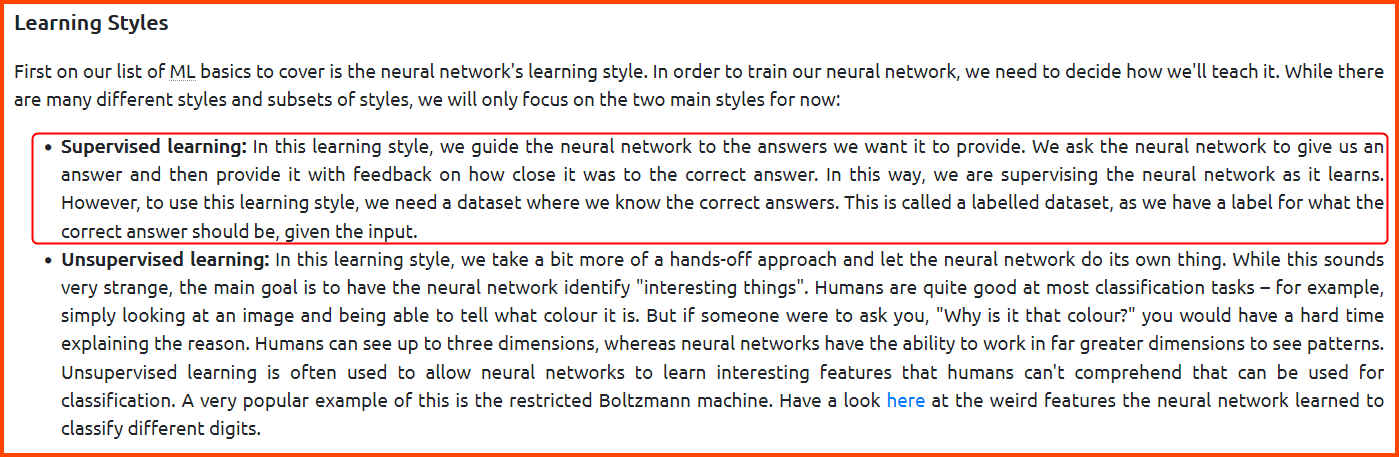 Learning Styles
First on our list of ML basics to cover is the neural network's learning style. In order to train our neural network, we need to decide how we'll teach it. While there
are many different styles and subsets of styles, we will only focus on the two main styles for now:
• Supervised learning: In this learning style, we guide the neural network to the answers we want it to provide. We ask the neural network to give us an
answer and then provide it with feedback on how close it was to the correct answer. In this way, we are supervising the neural network as it learns.
However, to use this learning style, we need a dataset where we know the correct answers. This is called a labelled dataset, as we have a label for what the
correct answer should be, given the input.
• Unsupervised learning: In this learning style, we take a bit more of a hands-off approach and let the neural network do its own thing. While this sounds
very strange, the main goal is to have the neural network identify "interesting things". Humans are quite good at most classification tasks – for example,
simply looking at an image and being able to tell what colour it is. But if someone were to ask you, "Why is it that colour?" you would have a hard time
explaining the reason. Humans can see up to three dimensions, whereas neural networks have the ability to work in far greater dimensions to see patterns.
Unsupervised learning is often used to allow neural networks to learn interesting features that humans can't comprehend that can be used for
classification. A very popular example of this is the restricted Boltzmann machine. Have a look here at the weird features the neural network learned to
classify different digits.